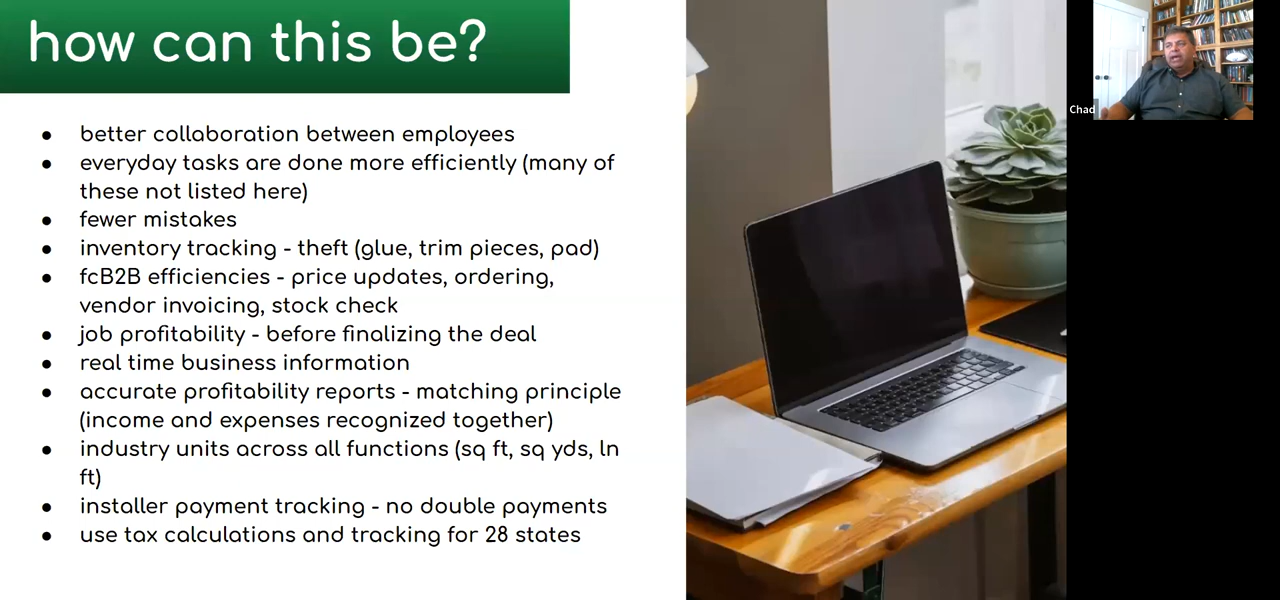 how can this be?
● better collaboration between employees
● everyday tasks are done more efficiently (many of
these not listed here)
● fewer mistakes
● inventory tracking - theft (glue, trim pieces, pad)
● fcB2B efficiencies - price updates, ordering,
vendor invoicing, stock check
● job profitability - before finalizing the deal
● real time business information
● accurate profitability reports - matching principle
(income and expenses recognized together)
● industry units across all functions (sq ft, sq yds, ln
ft)
● installer payment tracking - no double payments
● use tax calculations and tracking for 28 states
Chad